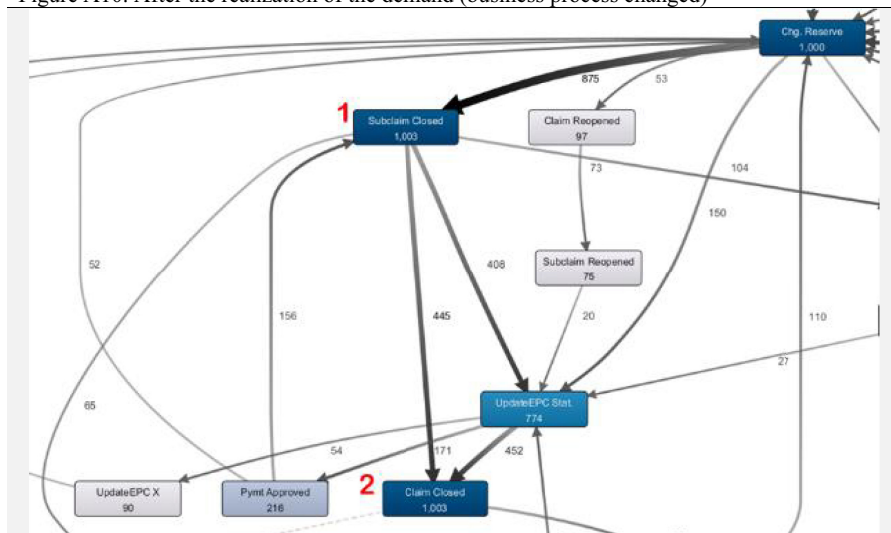 Figure A10: After the realization of the demand (business process changed)
Chg. Reserve
1,000
875
53
1
Subclaim Closed
1,003
Claim Reopened
97
73
104
150
52
408
Subclaim Reopened
75
156
445
20
110
27
65
UpdateEPC Stat.
774
54
171
452
UpdateEPC X
90
Pymt Approved
216
2
Claim Closed
1,003